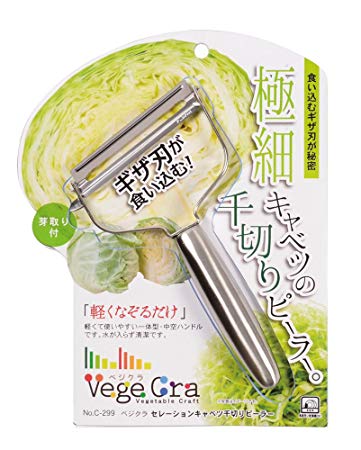 食い込むギザ刃が秘密
極細
キャベツの
千切りピーラー。
ギザ刃が
食い込む!
芽取り
付
「軽くなぞるだけ」
軽くて使いやすい一体型・中空ハンドル
です。水が入らず清潔です。
ベジクラ
Vege Cra
Vegetable Craft
No.C-299 ベジクラ セレーションキャベツ千切りピーラー